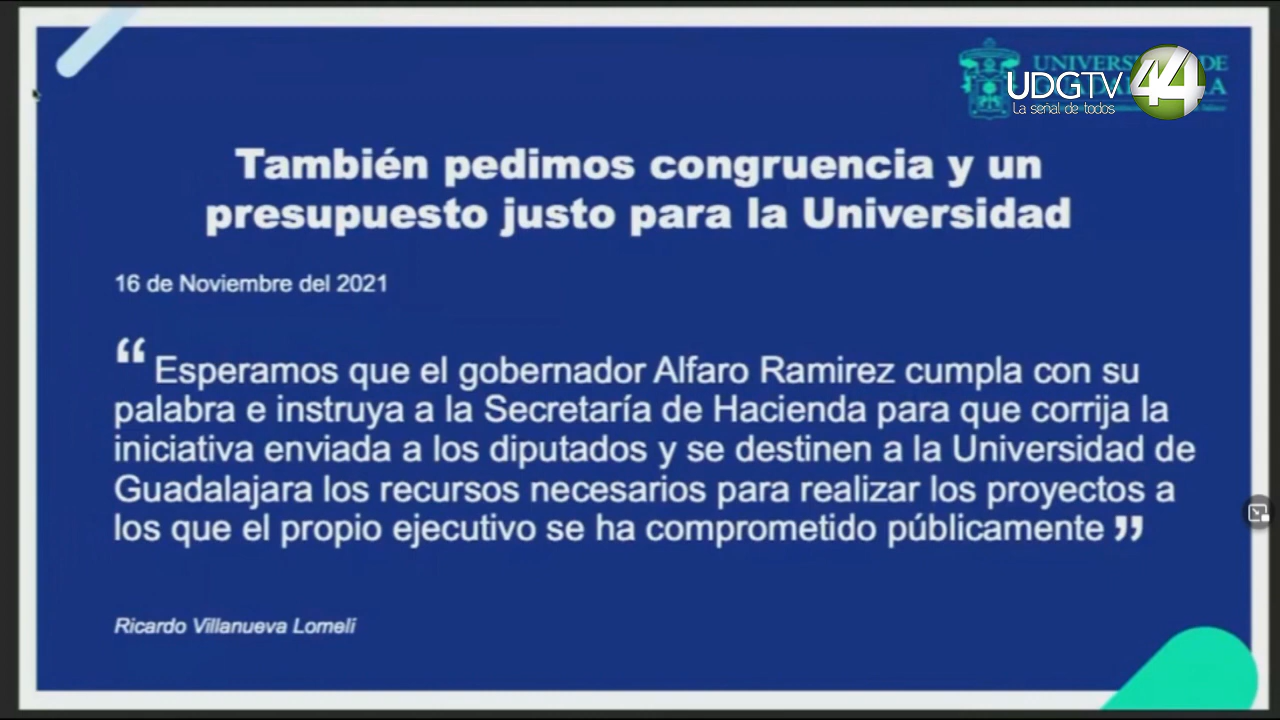 UNIVERS DE
UDGTV 44
La señal de todos
También pedimos congruencia y un
presupuesto justo para la Universidad
16 de Noviembre del 2021
“ Esperamos que el gobernador Alfaro Ramirez cumpla con su
palabra e instruya a la Secretaría de Hacienda para que corrija la
iniciativa enviada a los diputados y se destinen a la Universidad de
Guadalajara los recursos necesarios para realizar los proyectos a
los que el propio ejecutivo se ha comprometido públicamente ”
Ricardo Villanueva Lomelí